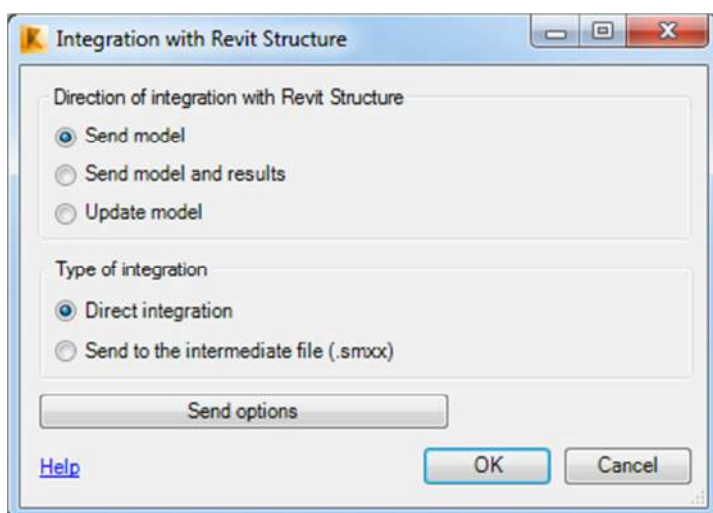 Integration with Revit Structure
Direction of integration with Revit Structure
Send model
Send model and results
Update model
Type of integration
Direct integration
Send to the intermediate file (.smxx)
Send options
Help
OK
Cancel